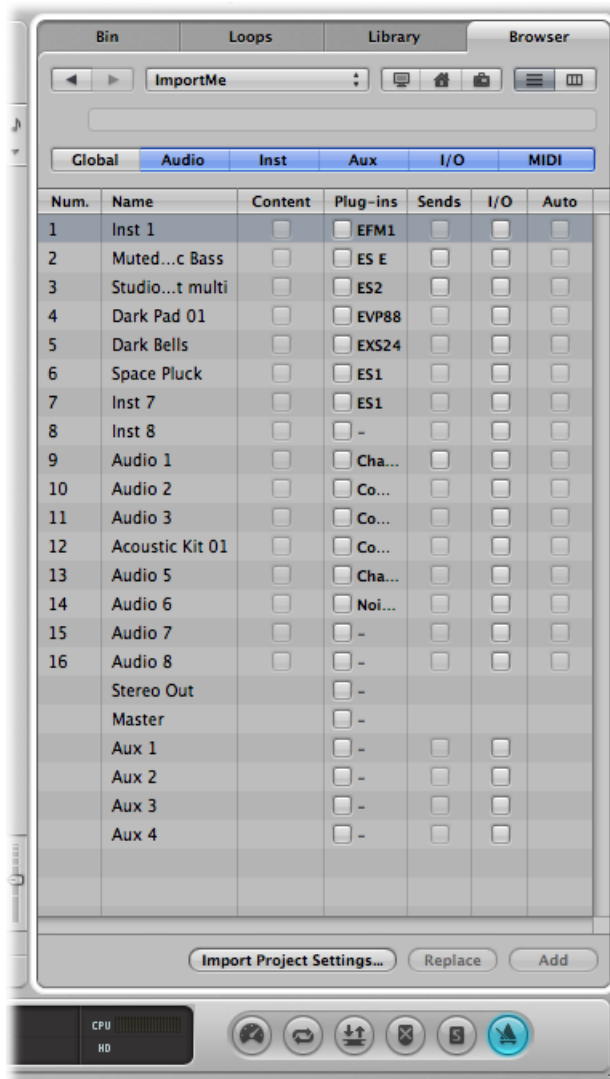 Bin Loops Library Browser
ImportMe
Global Audio Inst Aux I/O MIDI
Num. Name Content Plug-ins Sends I/O Auto
1 Inst 1 EFM1
2 Muted...c Bass ES E
3 Studio...t multi ES2
4 Dark Pad 01 EVP88
5 Dark Bells EXS24
6 Space Pluck ES1
7 Inst 7 ES1
8 Inst 8 -
9 Audio 1 Cha...
10 Audio 2 Co...
11 Audio 3 Co...
12 Acoustic Kit 01 Co...
13 Audio 5 Cha...
14 Audio 6 Noi...
15 Audio 7 -
16 Audio 8 -
Stereo Out -
Master -
Aux 1 -
Aux 2 -
Aux 3 -
Aux 4 -
Import Project Settings... Replace Add
CPU
HD
S